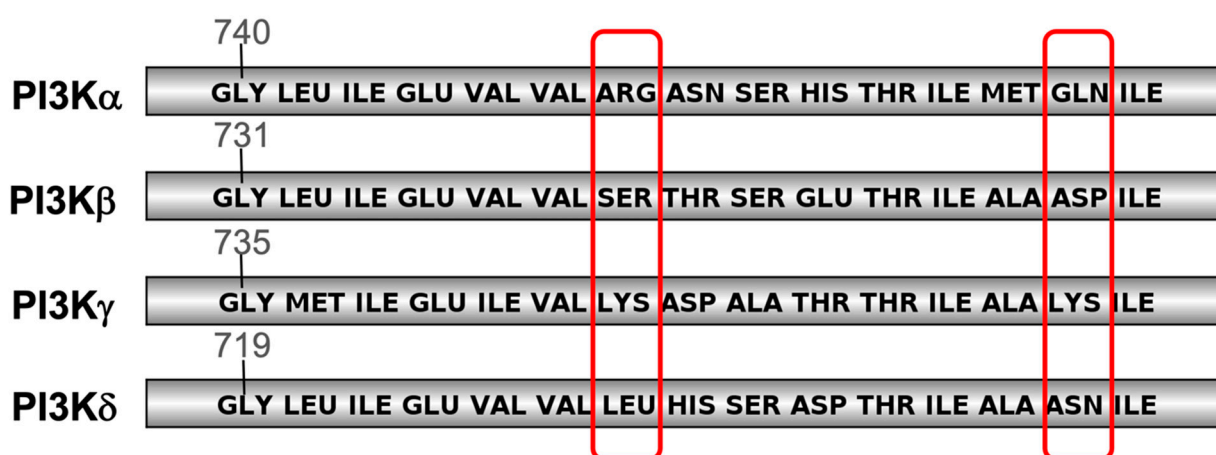 740
PI3Kα GLY LEU ILE GLU VAL VAL ARG ASN SER HIS THR ILE MET GLN ILE
731
PI3Kβ GLY LEU ILE GLU VAL VAL SER THR SER GLU THR ILE ALA ASP ILE
735
PI3Kγ GLY MET ILE GLU ILE VAL LYS ASP ALA THR THR ILE ALA LYS ILE
719
PI3Kδ GLY LEU ILE GLU VAL VAL LEU HIS SER ASP THR ILE ALA ASN ILE